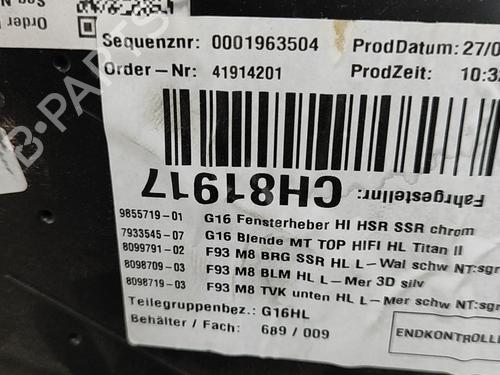 Order
Sequenznr: 0001963504 ProdDatum: 27/0
Order-Nr: 41914201 ProdZeit: 10:32
Fahrgestellnr: CH81917
9855719-01 G16 Fensterheber HI HSR SSR chrom
7933545-07 G16 Blende MT TOP HIFI HL Titan II
8099791-02 F93 M8 BRG SSR HL L-Wal schw NT:sgr
8098709-03 F93 M8 BLM HL L-Mer 3D silv
8098719-03 F93 M8 TVK unten HL L-Mer schw NT:sgr
Teilegruppenbez.: G16HL
Behälter / Fach: 689 / 009
ENDKONTROLLE
B-PARTS